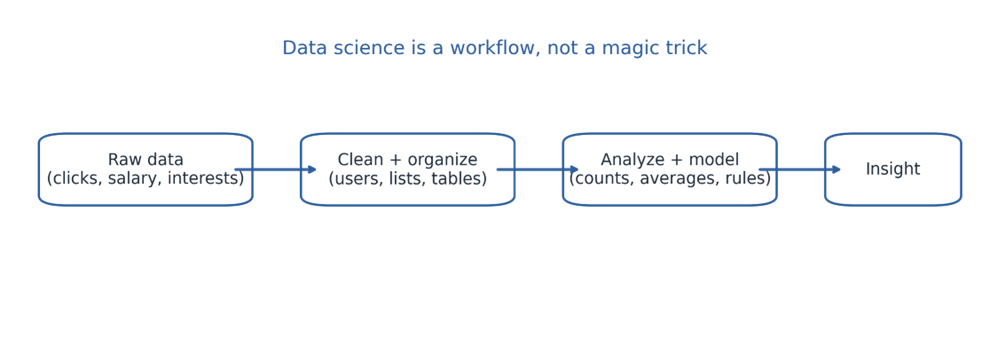 Data science is a workflow, not a magic trick
Raw data
(clicks, salary, interests)
Clean + organize
(users, lists, tables)
Analyze + model
(counts, averages, rules)
Insight